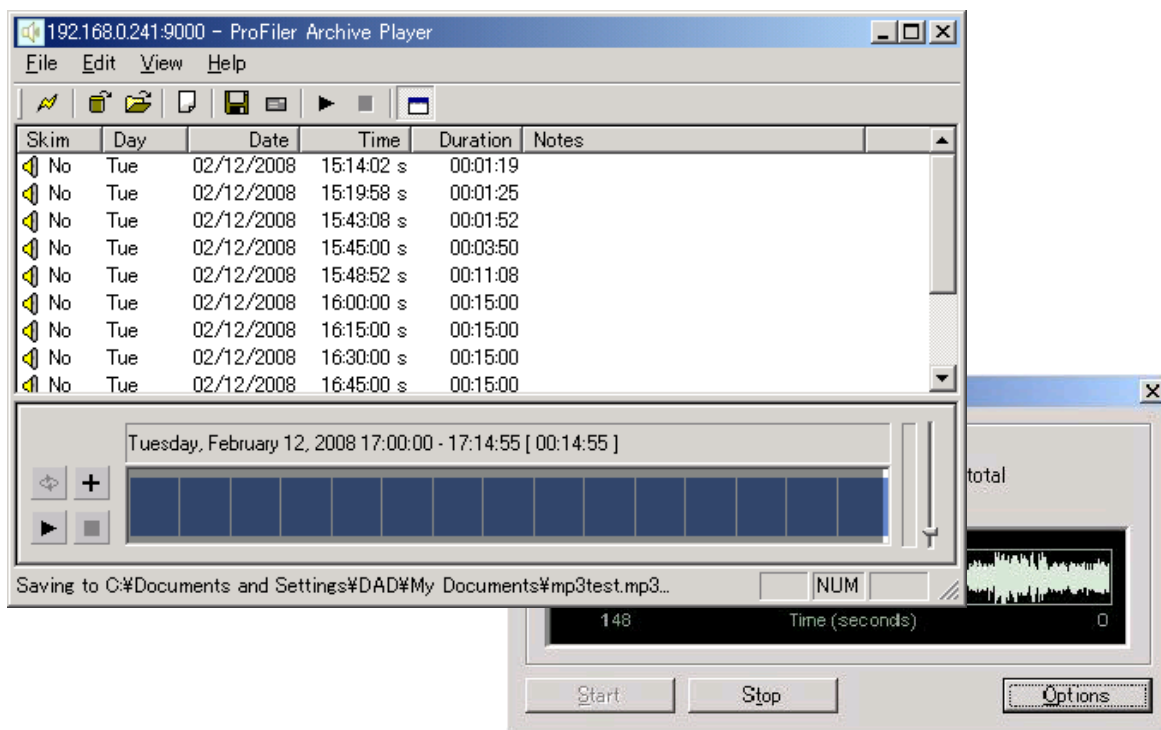 192.168.0.241:9000 - ProFiler Archive Player
File Edit View Help
Skim Day Date Time Duration Notes
No Tue 02/12/2008 15:14:02 s 00:01:19
No Tue 02/12/2008 15:19:58 s 00:01:25
No Tue 02/12/2008 15:43:08 s 00:01:52
No Tue 02/12/2008 15:45:00 s 00:03:50
No Tue 02/12/2008 15:48:52 s 00:11:08
No Tue 02/12/2008 16:00:00 s 00:15:00
No Tue 02/12/2008 16:15:00 s 00:15:00
No Tue 02/12/2008 16:30:00 s 00:15:00
No Tue 02/12/2008 16:45:00 s 00:15:00
Tuesday, February 12, 2008 17:00:00 - 17:14:55 [ 00:14:55 ]
Saving to C:¥Documents and Settings¥DAD¥My Documents¥mp3test.mp3... NUM
total
148 Time (seconds) 0
Start Stop Options